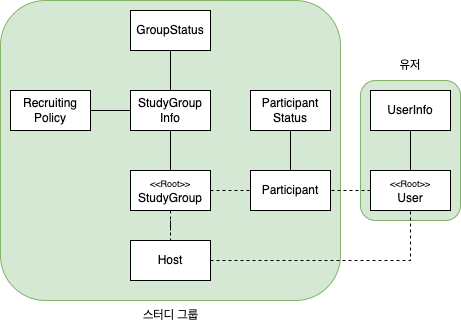 GroupStatus
유저
Recruiting
Policy
StudyGroup
Info
Participant
Status
UserInfo
<<Root>>
StudyGroup
Participant
<<Root>>
User
Host
스터디 그룹